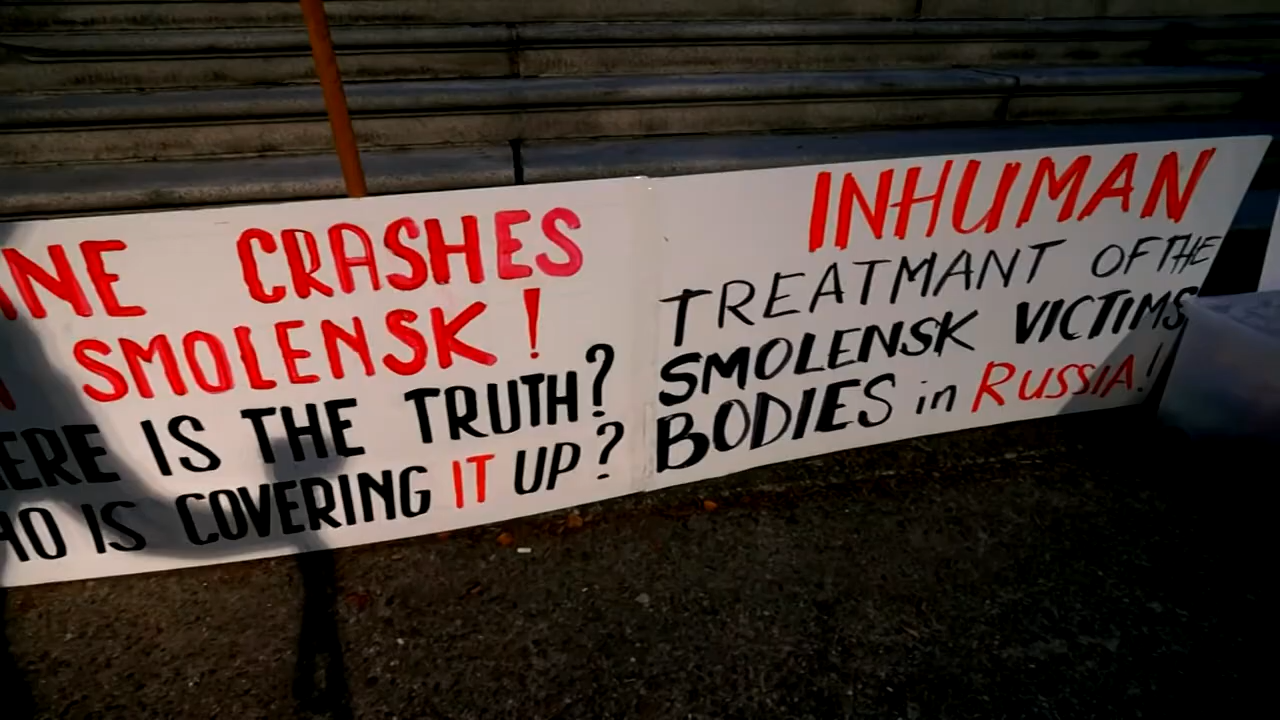 CRASHES
SMOLENSK!
IS THE TRUTH?
IS COVERING IT UP?
INHUMAN
TREATMANT OF THE
SMOLENSK VICTIMS
BODIES in RUSSIA!